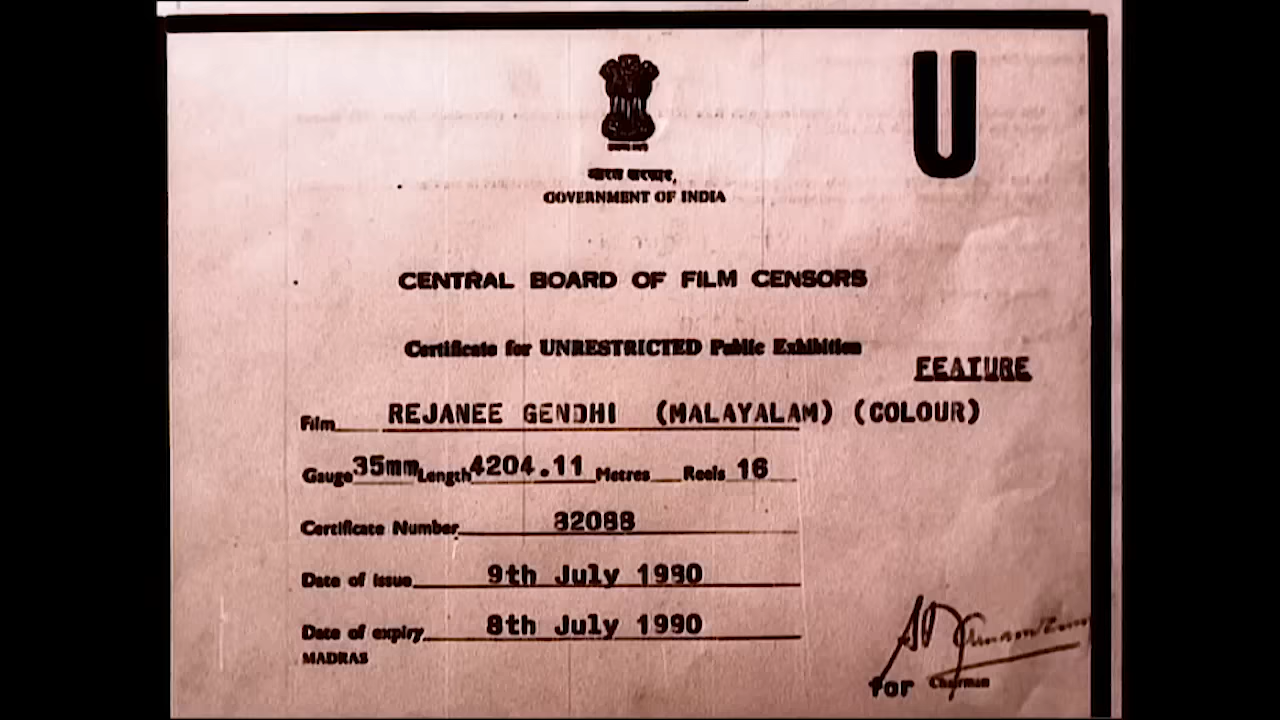 U
भारत सरकार
GOVERNMENT OF INDIA
CENTRAL BOARD OF FILM CENSORS
Certificate for UNRESTRICTED Public Exhibition
FEATURE
Film REJANEE GENDHI (MALAYALAM) (COLOUR)
Gauge 35mm Length 4204.11 Metres Reels 16
Certificate Number 32088
Date of issue 9th July 1990
Date of expiry 8th July 1990
MADRAS
for Chairman